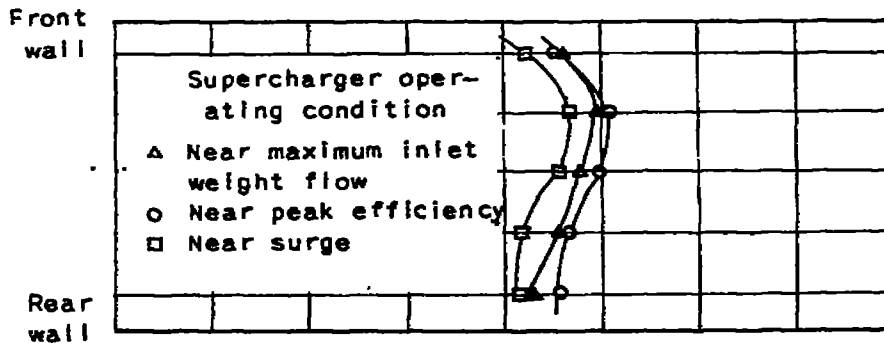 Front
wall
Supercharger oper-
ating condition
△ Near maximum inlet
weight flow
○ Near peak efficiency
□ Near surge
Rear
wall